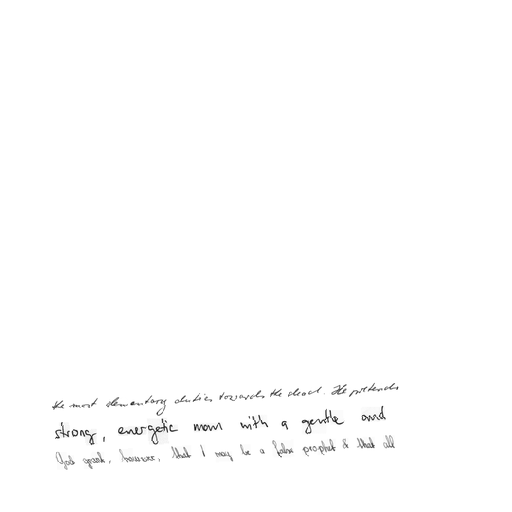 the most elementary duties towards the dead. He pretends
strong, energetic man with a gentle and
God grant, however, that I may be a false prophet & that all